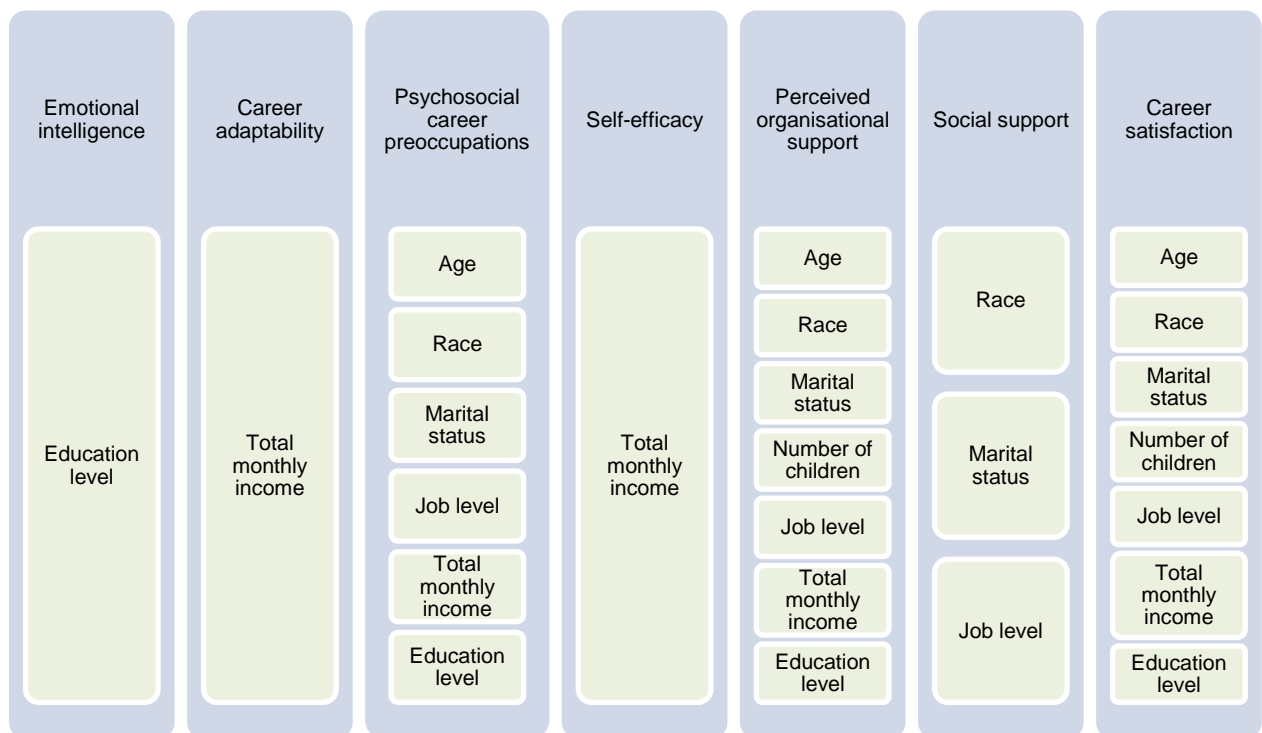 Emotional
intelligence
Education
level
Career
adaptability
Total
monthly
income
Psychosocial
career
preoccupations
Age
Race
Marital
status
Job level
Total
monthly
income
Education
level
Self-efficacy
Total
monthly
income
Perceived
organisational
support
Age
Race
Marital
status
Number of
children
Job level
Total
monthly
income
Education
level
Social support
Race
Marital
status
Job level
Career
satisfaction
Age
Race
Marital
status
Number of
children
Job level
Total
monthly
income
Education
level